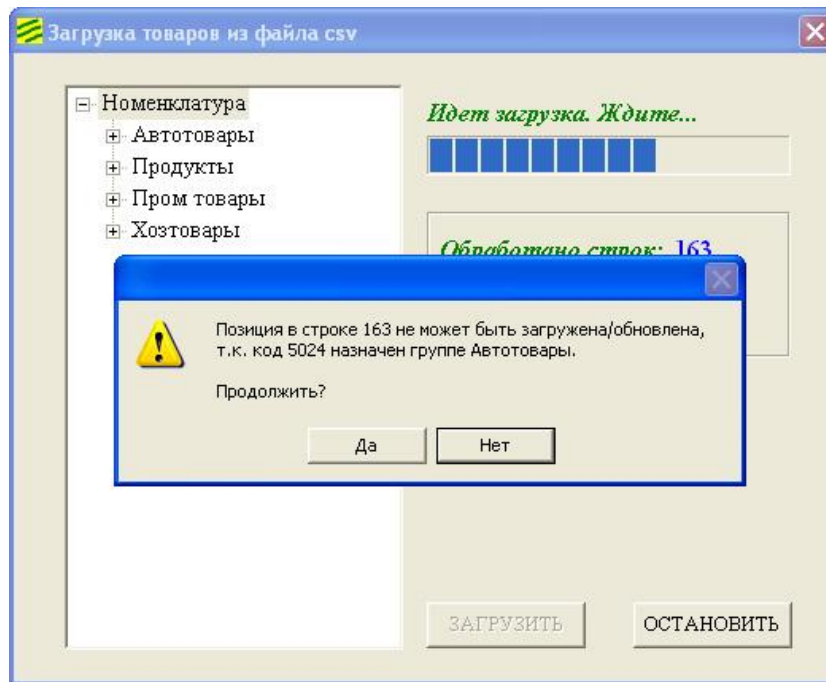 Загрузка товаров из файла csv
Номенклатура
Автотовары
Продукты
Пром товары
Хозтовары
Идет загрузка. Ждите...
Обработано строк: 163
Позиция в строке 163 не может быть загружена/обновлена,
т.к. код 5024 назначен группе Автотовары.
Продолжить?
Да
Нет
ЗАГРУЗИТЬ
ОСТАНОВИТЬ